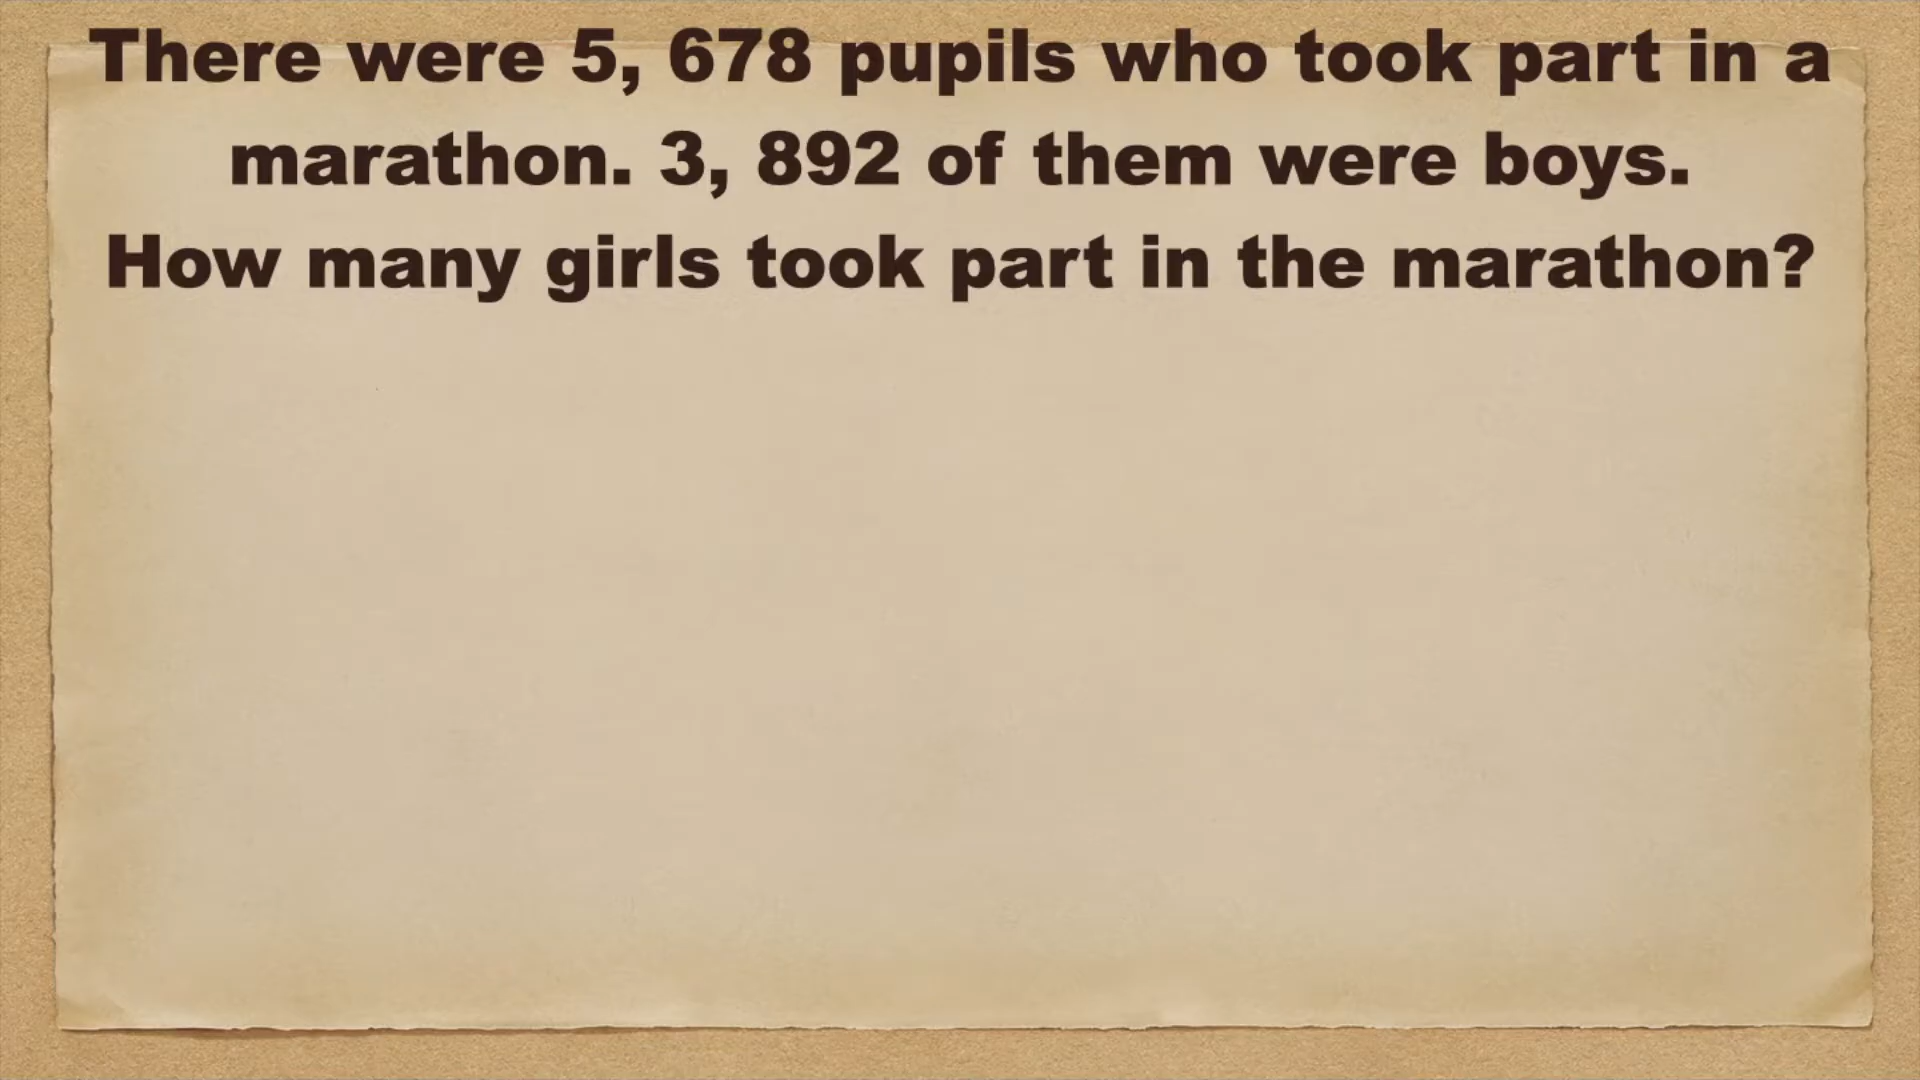 There were 5, 678 pupils who took part in a
marathon. 3, 892 of them were boys.
How many girls took part in the marathon?